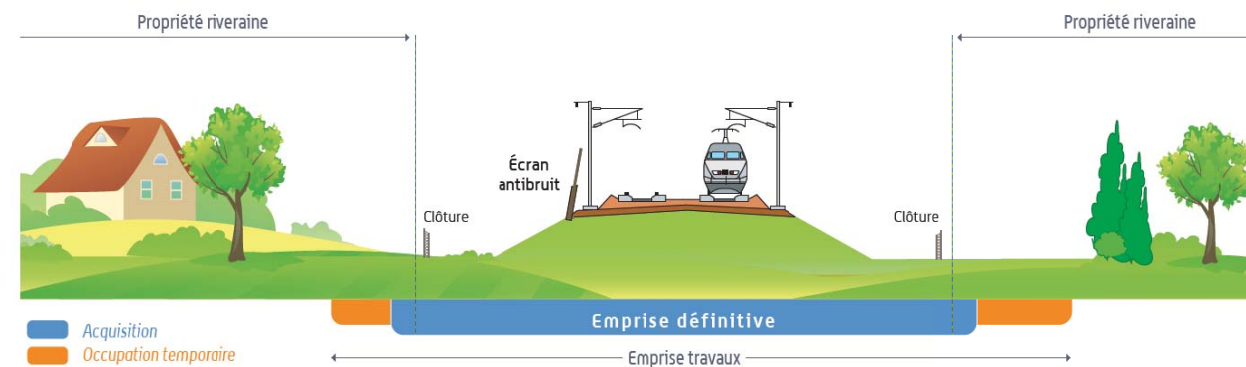 Propriété riveraine
Propriété riveraine
Écran
antibruit
Clôture
Clôture
Emprise définitive
Acquisition
Occupation temporaire
Emprise travaux